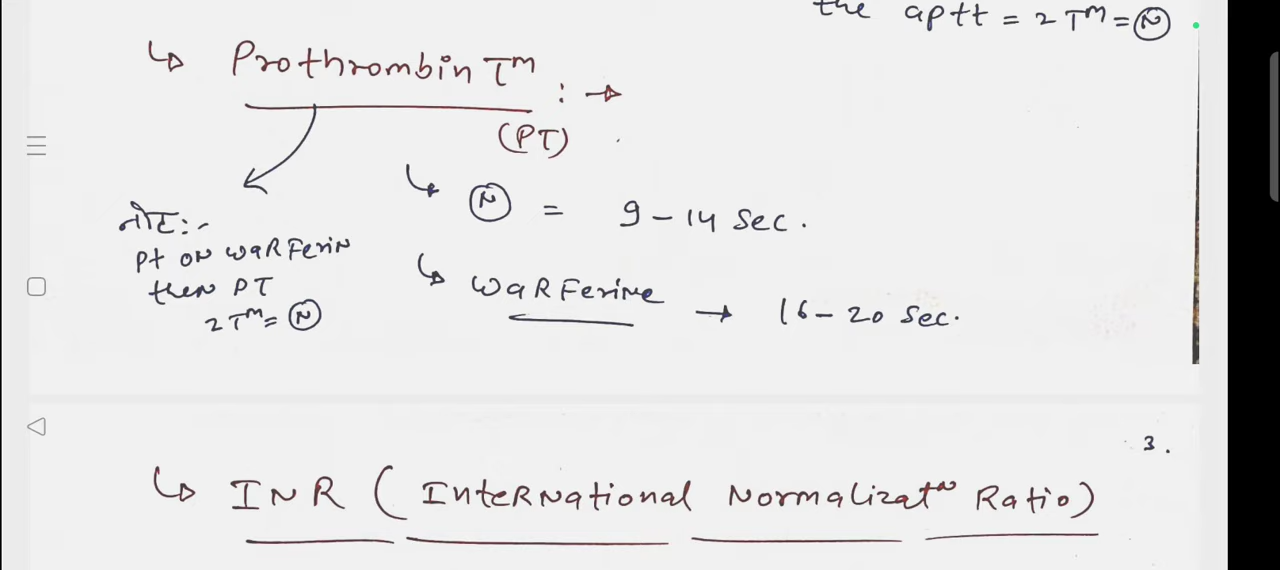 the aptt = 2 Tᵐ = Ⓝ
↳ Prothrombin Tᵐ : →
(PT)
↳ Ⓝ = 9 - 14 Sec.
नोट :-
Pt ON WaRFerin
then PT
2 Tᵐ = Ⓝ
↳ WaRFerine → 16 - 20 Sec.
3.
↳ INR ( InterNational Normalizatⁿ Ratio)